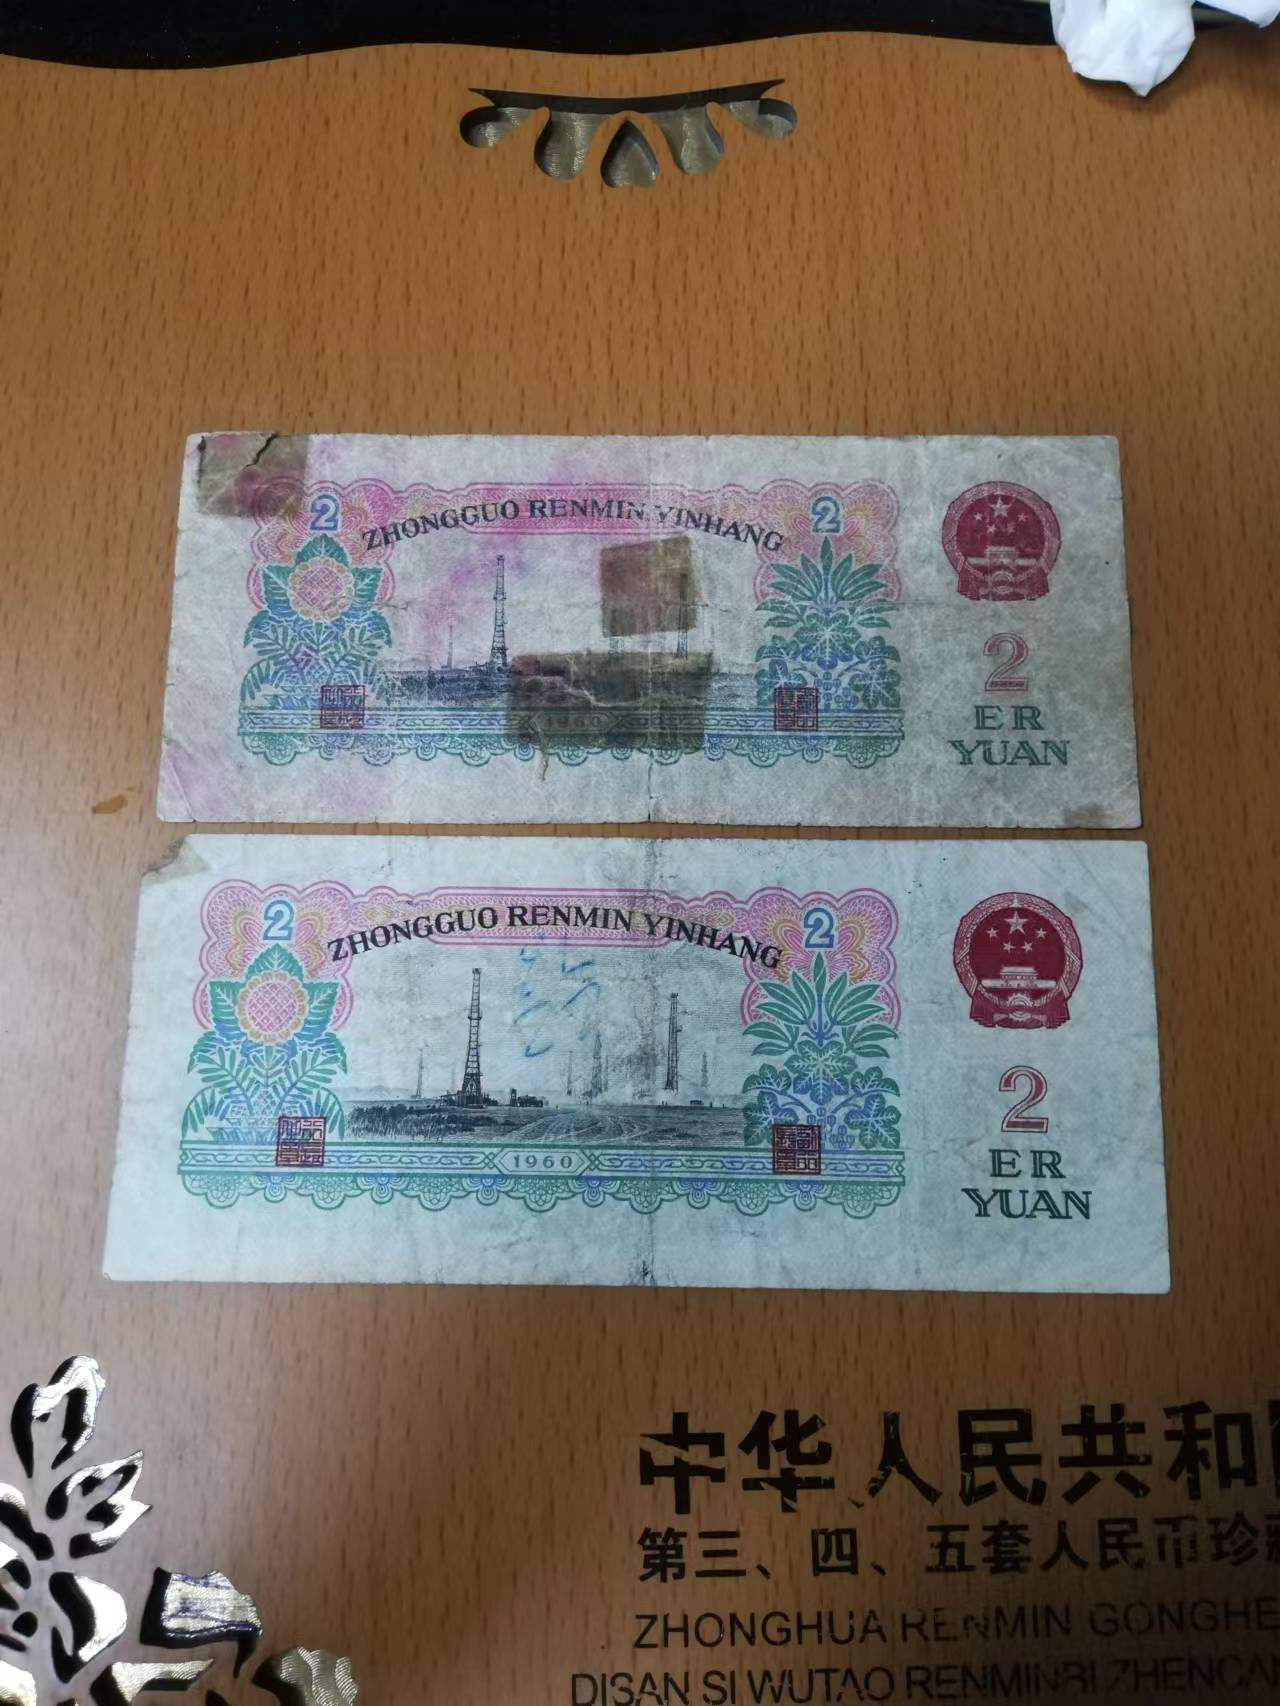 2
2
ZHONGGUO RENMIN YINHANG
2
ER
YUAN
1960
2
2
ZHONGGUO RENMIN YINHANG
2
ER
YUAN
1960
中华人民共和
第三、四、五套人民币珍
ZHONGHUA RENMIN GONGHE
DISAN SI WUTAO RENMINBI ZHENCA